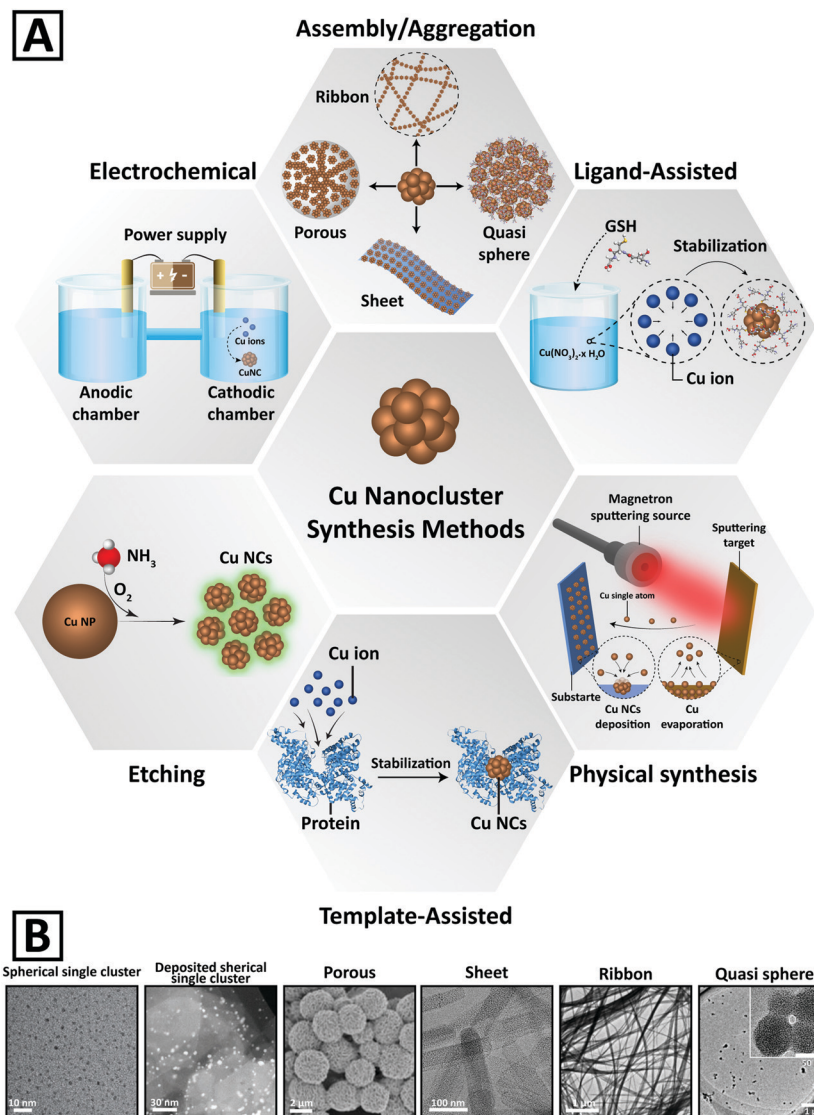 A
Assembly/Aggregation
Ribbon
Porous
Quasi
sphere
Sheet
Electrochemical
Power supply
+ -
Cu ions
CuNC
Anodic
chamber
Cathodic
chamber
Ligand-Assisted
GSH
Stabilization
Cu(NO₃)₂·x H₂O
Cu ion
Cu Nanocluster
Synthesis Methods
NH₃
O₂
Cu NP
Cu NCs
Etching
Magnetron
sputtering source
Sputtering
target
Cu single atom
Substarte
Cu NCs
deposition
Cu
evaporation
Physical synthesis
Cu ion
Stabilization
Protein
Cu NCs
Template-Assisted
B
Spherical single cluster
10 nm
Deposited sherical
single cluster
30 nm
Porous
2 µm
Sheet
100 nm
Ribbon
1 µm
Quasi sphere
50
1